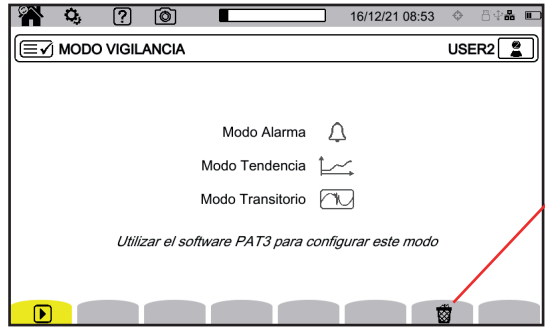 16/12/21 08:53
MODO VIGILANCIA USER2
Modo Alarma
Modo Tendencia
Modo Transitorio
Utilizar el software PAT3 para configurar este modo